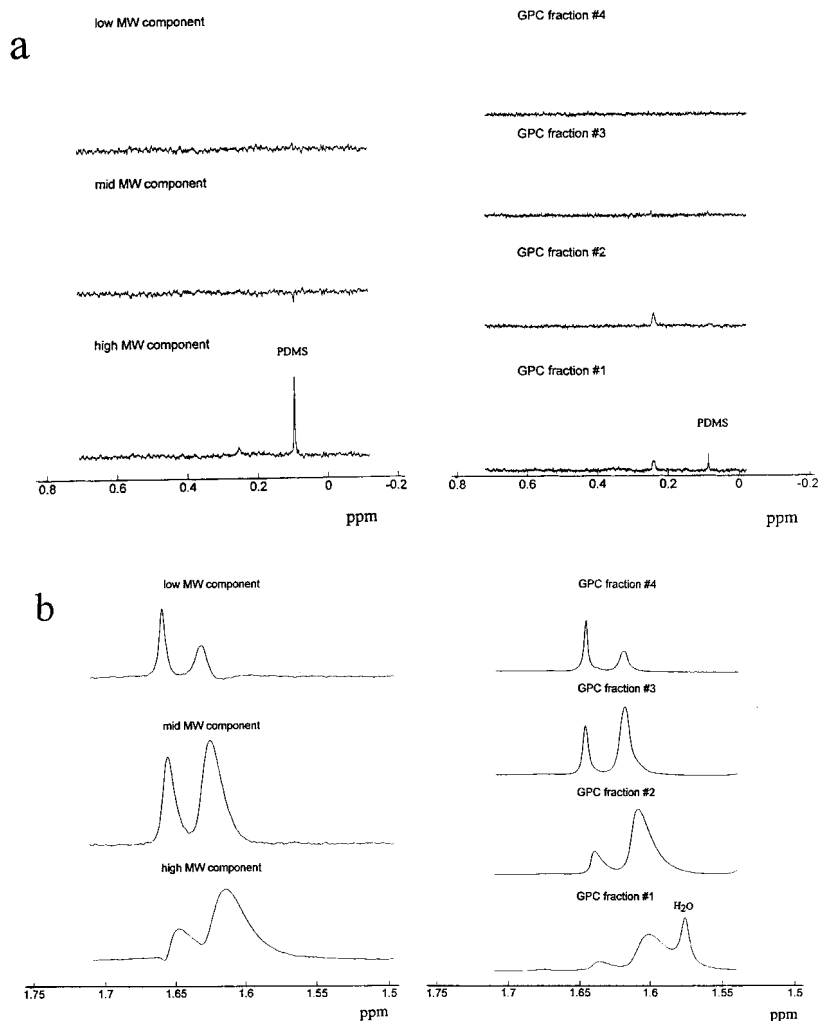 a
low MW component
mid MW component
high MW component
PDMS
0.8 0.6 0.4 0.2 0 -0.2
ppm
GPC fraction #4
GPC fraction #3
GPC fraction #2
GPC fraction #1
PDMS
0.8 0.6 0.4 0.2 0 -0.2
ppm
b
low MW component
mid MW component
high MW component
1.75 1.7 1.65 1.6 1.55 1.5
ppm
GPC fraction #4
GPC fraction #3
GPC fraction #2
GPC fraction #1
H₂O
1.75 1.7 1.65 1.6 1.55 1.5
ppm